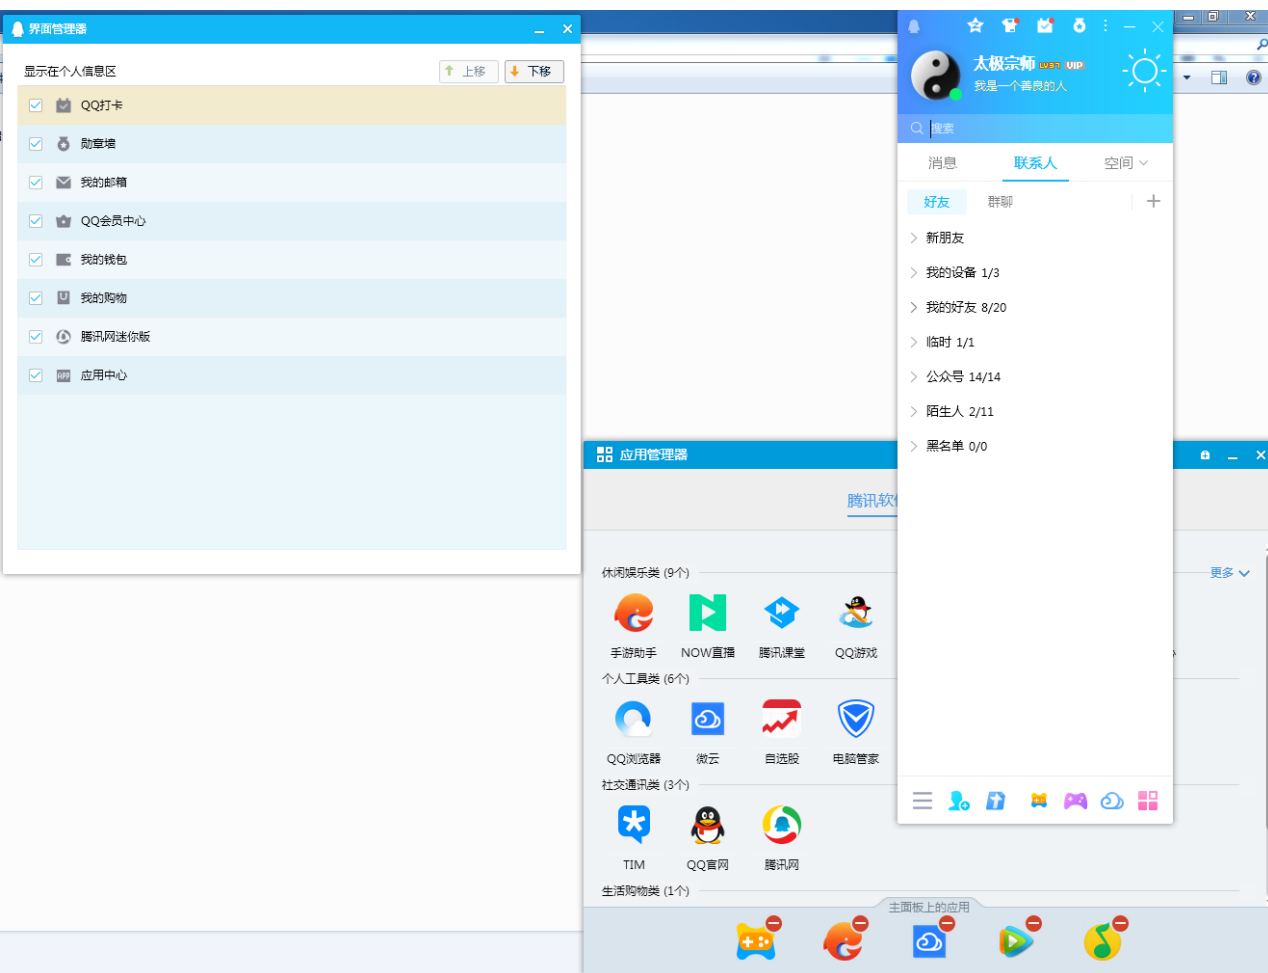 界面管理器
显示在个人信息区
上移
下移
QQ打卡
勋章墙
我的邮箱
QQ会员中心
我的钱包
我的购物
腾讯网迷你版
APP 应用中心
太极宗师 LV37 VIP
我是一个善良的人
搜索
消息 联系人 空间
好友 群聊
新朋友
我的设备 1/3
我的好友 8/20
临时 1/1
公众号 14/14
陌生人 2/11
黑名单 0/0
应用管理器
腾讯软
休闲娱乐类 (9个)
更多
手游助手 NOW直播 腾讯课堂 QQ游戏
个人工具类 (6个)
QQ浏览器 微云 自选股 电脑管家
社交通讯类 (3个)
TIM QQ官网 腾讯网
生活购物类 (1个)
主面板上的应用